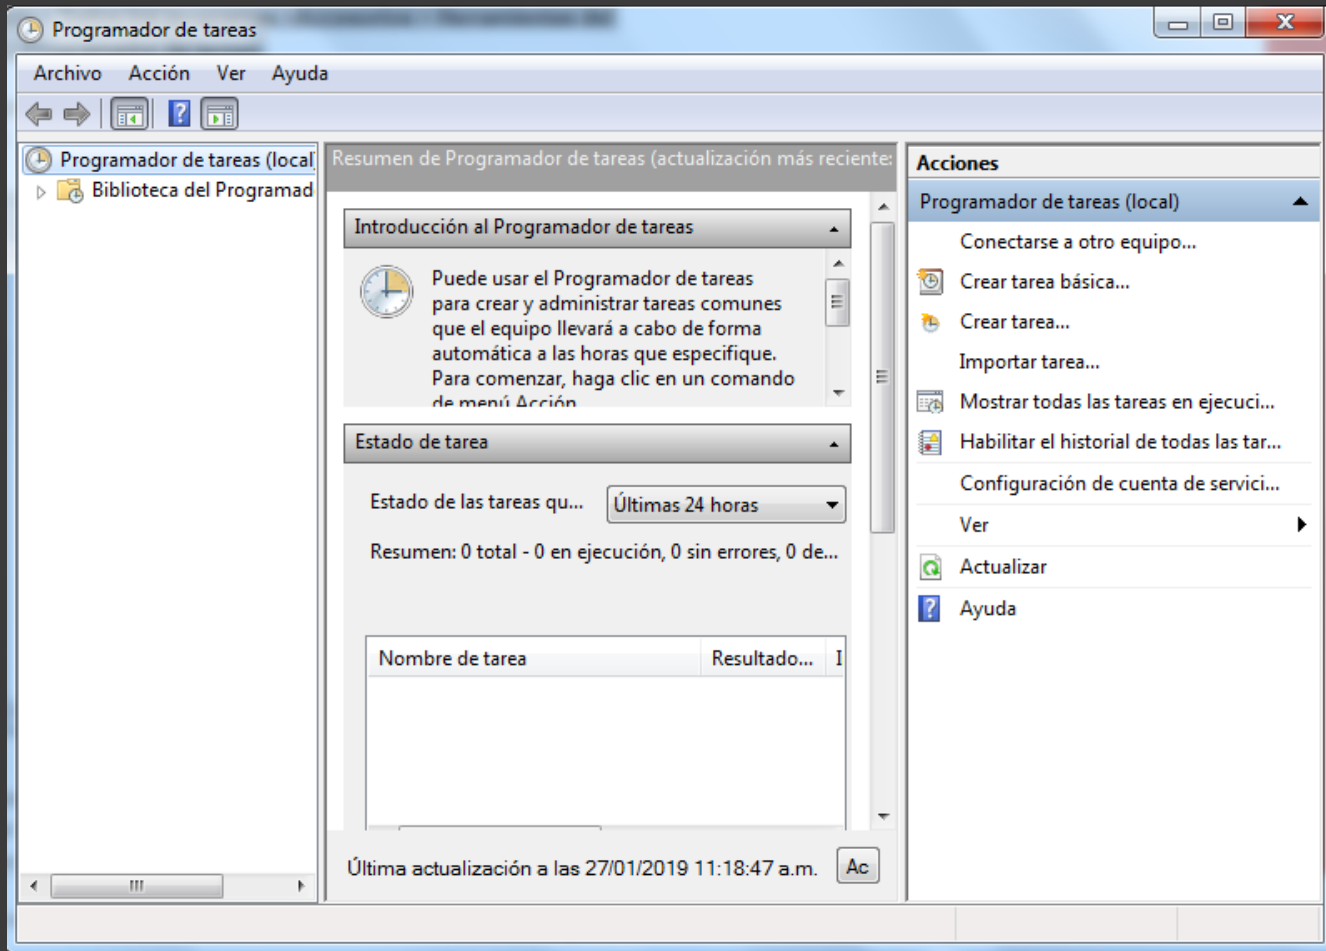 Programador de tareas
Archivo Acción Ver Ayuda
Programador de tareas (local
Biblioteca del Programad
Resumen de Programador de tareas (actualización más reciente:
Introducción al Programador de tareas
Puede usar el Programador de tareas
para crear y administrar tareas comunes
que el equipo llevará a cabo de forma
automática a las horas que especifique.
Para comenzar, haga clic en un comando
de menú Acción
Estado de tarea
Estado de las tareas qu... Últimas 24 horas
Resumen: 0 total - 0 en ejecución, 0 sin errores, 0 de...
Nombre de tarea Resultado... I
Última actualización a las 27/01/2019 11:18:47 a.m. Ac
Acciones
Programador de tareas (local)
Conectarse a otro equipo...
Crear tarea básica...
Crear tarea...
Importar tarea...
Mostrar todas las tareas en ejecuci...
Habilitar el historial de todas las tar...
Configuración de cuenta de servici...
Ver
Actualizar
Ayuda